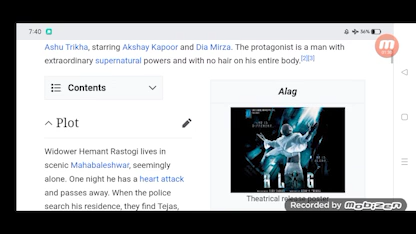 7:40
56%
Ashu Trikha, starring Akshay Kapoor and Dia Mirza. The protagonist is a man with
extraordinary supernatural powers and with no hair on his entire body.[2][3]
Contents
Plot
Widower Hemant Rastogi lives in
scenic Mahabaleshwar, seemingly
alone. One night he has a heart attack
and passes away. When the police
search his residence, they find Tejas,
Alag
ALAG
Theatrical release poster
Recorded by Mobizen